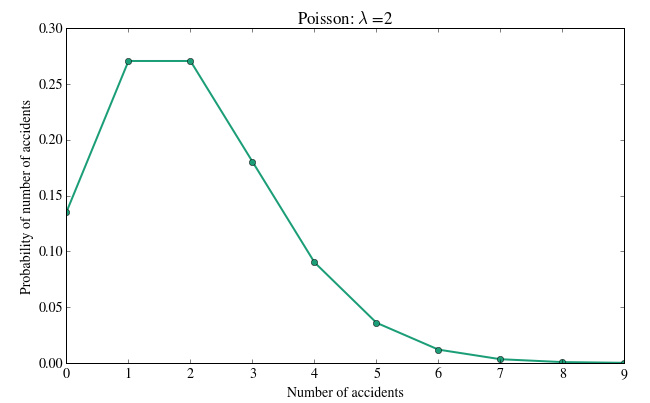 Poisson: λ =2
Probability of number of accidents
0.30
0.25
0.20
0.15
0.10
0.05
0.00
0 1 2 3 4 5 6 7 8 9
Number of accidents